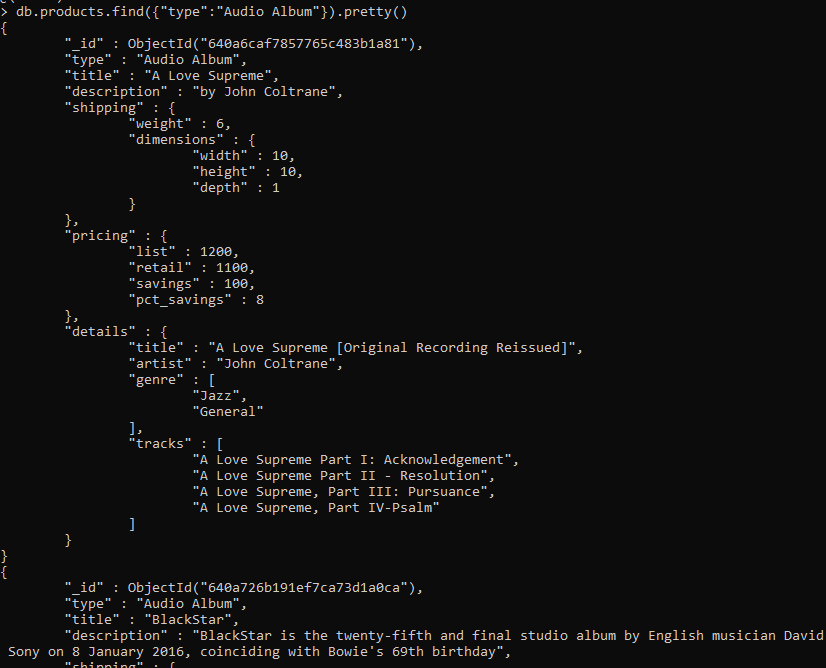 > db.products.find({"type":"Audio Album"}).pretty()
{
        "_id" : ObjectId("640a6caf7857765c483b1a81"),
        "type" : "Audio Album",
        "title" : "A Love Supreme",
        "description" : "by John Coltrane",
        "shipping" : {
                "weight" : 6,
                "dimensions" : {
                        "width" : 10,
                        "height" : 10,
                        "depth" : 1
                }
        },
        "pricing" : {
                "list" : 1200,
                "retail" : 1100,
                "savings" : 100,
                "pct_savings" : 8
        },
        "details" : {
                "title" : "A Love Supreme [Original Recording Reissued]",
                "artist" : "John Coltrane",
                "genre" : [
                        "Jazz",
                        "General"
                ],
                "tracks" : [
                        "A Love Supreme Part I: Acknowledgement",
                        "A Love Supreme Part II - Resolution",
                        "A Love Supreme, Part III: Pursuance",
                        "A Love Supreme, Part IV-Psalm"
                ]
        }
}
{
        "_id" : ObjectId("640a726b191ef7ca73d1a0ca"),
        "type" : "Audio Album",
        "title" : "BlackStar",
        "description" : "BlackStar is the twenty-fifth and final studio album by English musician David
 Sony on 8 January 2016, coinciding with Bowie's 69th birthday",
        "shipping" : {